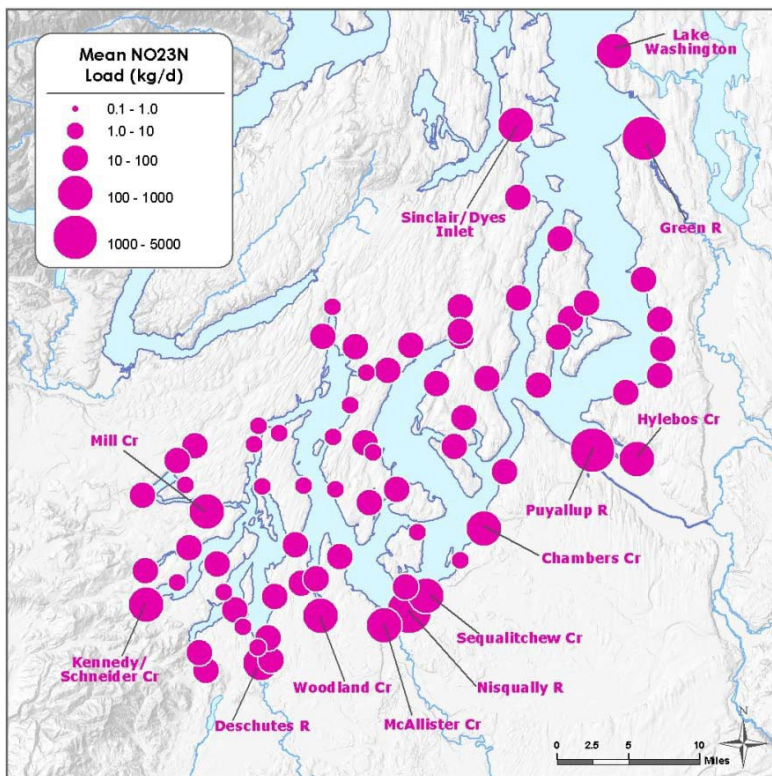 Mean NO23N
Load (kg/d)
0.1 - 1.0
1.0 - 10
10 - 100
100 - 1000
1000 - 5000
Lake
Washington
Sinclair/Dyes
Inlet
Green R
Mill Cr
Hylebos Cr
Puyallup R
Chambers Cr
Sequalitchew Cr
Kennedy/
Schneider Cr
Woodland Cr
Nisqually R
Deschutes R
McAllister Cr
N
0 2.5 5 10
Miles